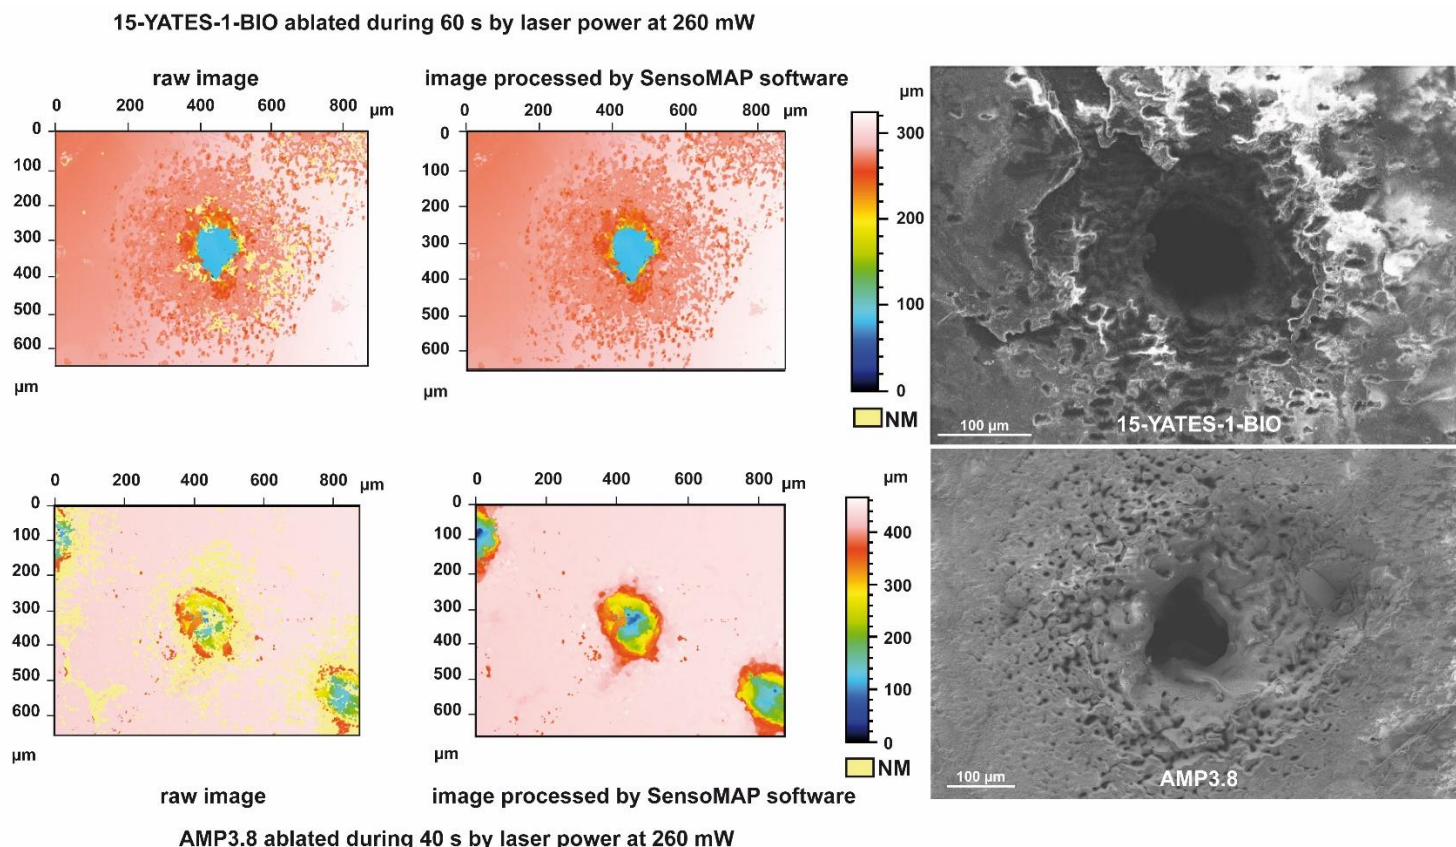 15-YATES-1-BIO ablated during 60 s by laser power at 260 mW
raw image
image processed by SensoMAP software
0 200 400 600 800 µm
0 200 400 600 800 µm
µm
0
100
200
300
400
500
600
µm
0
100
200
300
400
500
600
µm
300
200
100
0
NM
100 µm
15-YATES-1-BIO
0 200 400 600 800 µm
0 200 400 600 800 µm
µm
0
100
200
300
400
500
600
µm
0
100
200
300
400
500
600
µm
400
300
200
100
0
NM
100 µm
AMP3.8
raw image
image processed by SensoMAP software
AMP3.8 ablated during 40 s by laser power at 260 mW